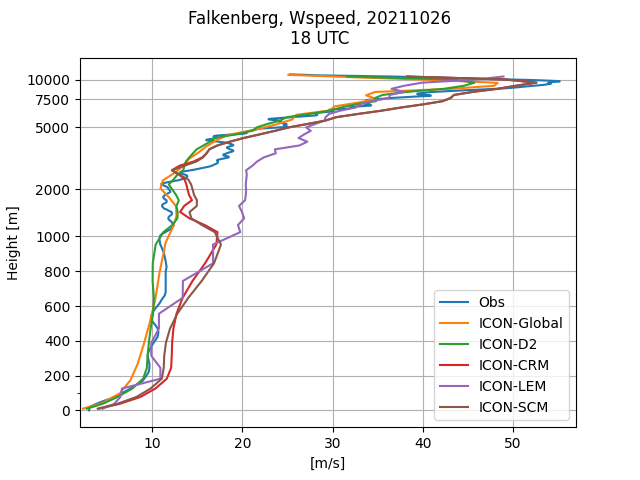 Falkenberg, Wspeed, 20211026
18 UTC
10000
7500
5000
2000
1000
800
600
400
200
0
Height [m]
10
20
30
40
50
[m/s]
Obs
ICON-Global
ICON-D2
ICON-CRM
ICON-LEM
ICON-SCM